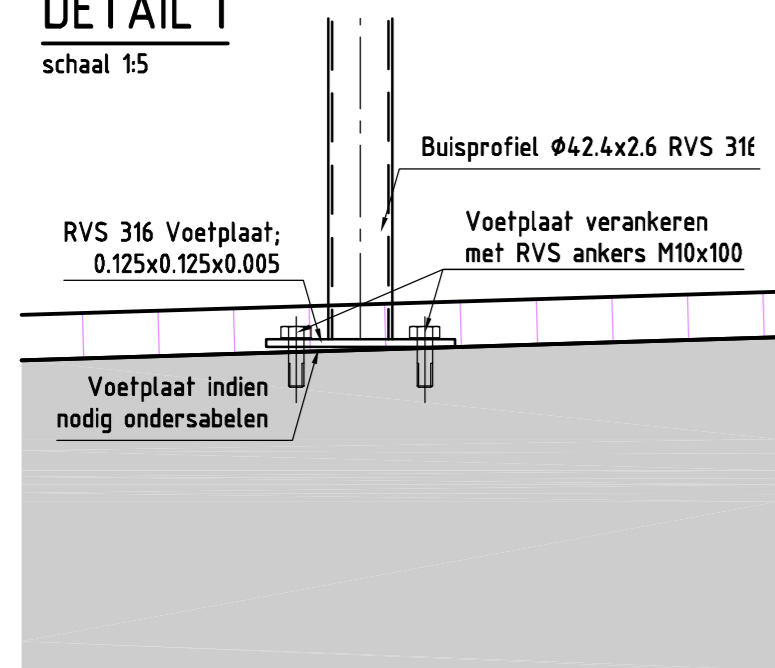 DETAIL 1
schaal 1:5
Buisprofiel Ø42.4x2.6 RVS 316
RVS 316 Voetplaat;
0.125x0.125x0.005
Voetplaat verankeren
met RVS ankers M10x100
Voetplaat indien
nodig ondersabelen